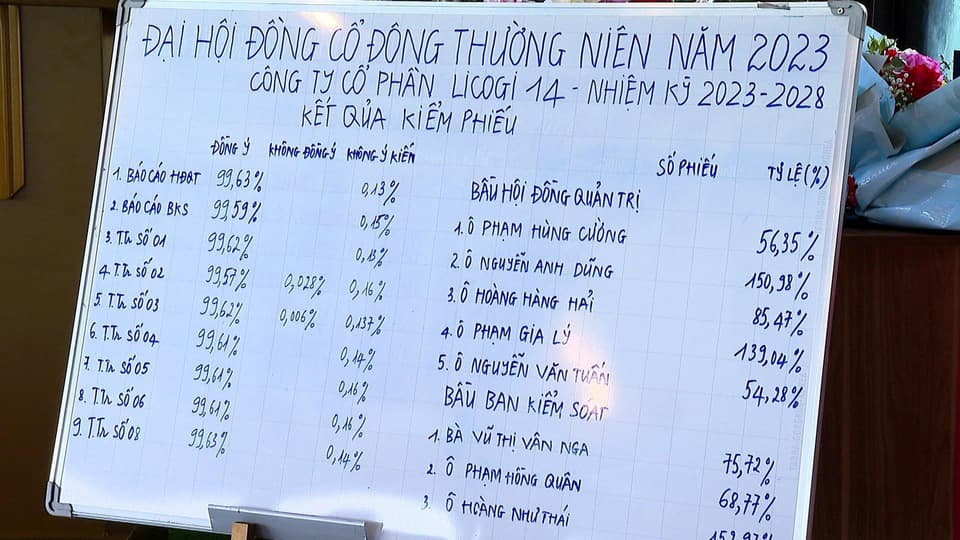 ĐẠI HỘI ĐỒNG CỔ ĐÔNG THƯỜNG NIÊN NĂM 2023
CÔNG TY CỔ PHẦN LICOGI 14 - NHIỆM KỲ 2023-2028
KẾT QỦA KIỂM PHIẾU
ĐỒNG Ý KHÔNG ĐỒNG Ý KHÔNG Ý KIẾN
1. BÁO CÁO HĐQT 99,63% 0,13%
2. BÁO CÁO BKS 99,59% 0,15%
3. T.Tr SỐ 01 99,62% 0,13%
4. T.Tr SỐ 02 99,57% 0,028% 0,16%
5. T.Tr SỐ 03 99,62% 0,006% 0,137%
6. T.Tr SỐ 04 99,61% 0,14%
7. T.Tr SỐ 05 99,61% 0,16%
8. T.Tr SỐ 06 99,61% 0,16%
9. T.Tr SỐ 08 99,63% 0,14%
SỐ PHIẾU TỶ LỆ (%)
BẦU HỘI ĐỒNG QUẢN TRỊ
1. Ô PHẠM HÙNG CƯỜNG 56,35%
2. Ô NGUYỄN ANH DŨNG 150,98%
3. Ô HOÀNG HÀNG HẢI 85,47%
4. Ô PHẠM GIA LÝ 139,04%
5. Ô NGUYỄN VĂN TUẤN 54,28%
BẦU BAN KIỂM SÓAT
1. BÀ VŨ THỊ VÂN NGA 75,72%
2. Ô PHẠM HỒNG QUÂN 68,77%
3. Ô HOÀNG NHƯ THÁI